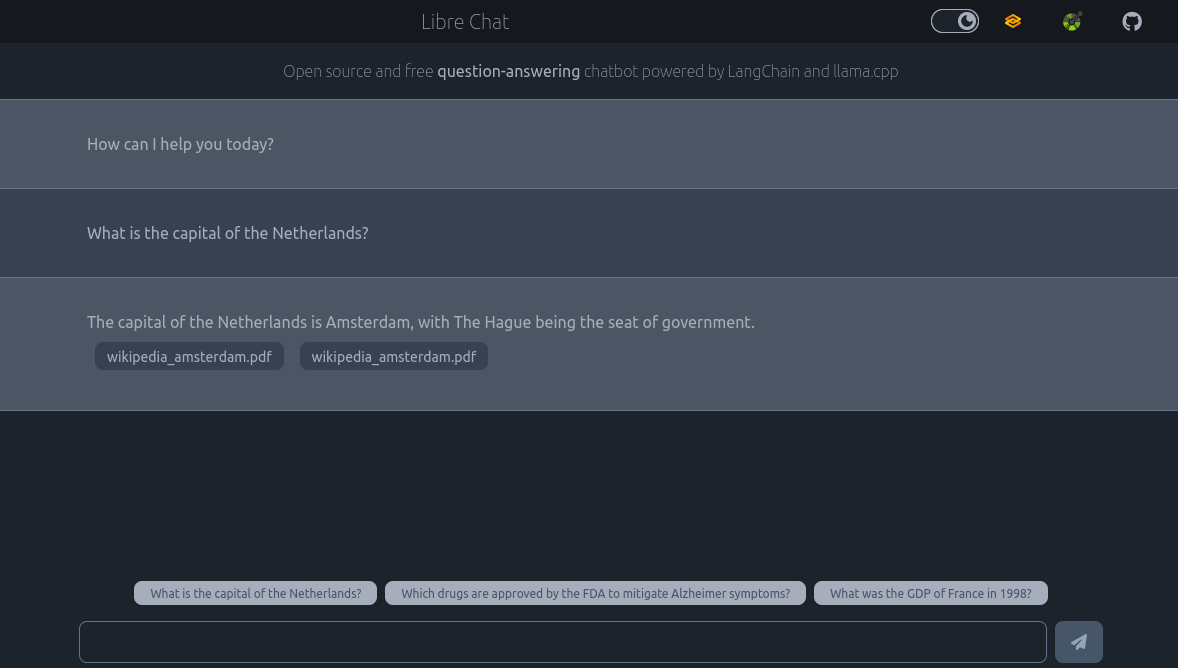 Libre Chat
Open source and free question-answering chatbot powered by LangChain and llama.cpp
How can I help you today?
What is the capital of the Netherlands?
The capital of the Netherlands is Amsterdam, with The Hague being the seat of government.
wikipedia_amsterdam.pdf wikipedia_amsterdam.pdf
What is the capital of the Netherlands? Which drugs are approved by the FDA to mitigate Alzheimer symptoms? What was the GDP of France in 1998?